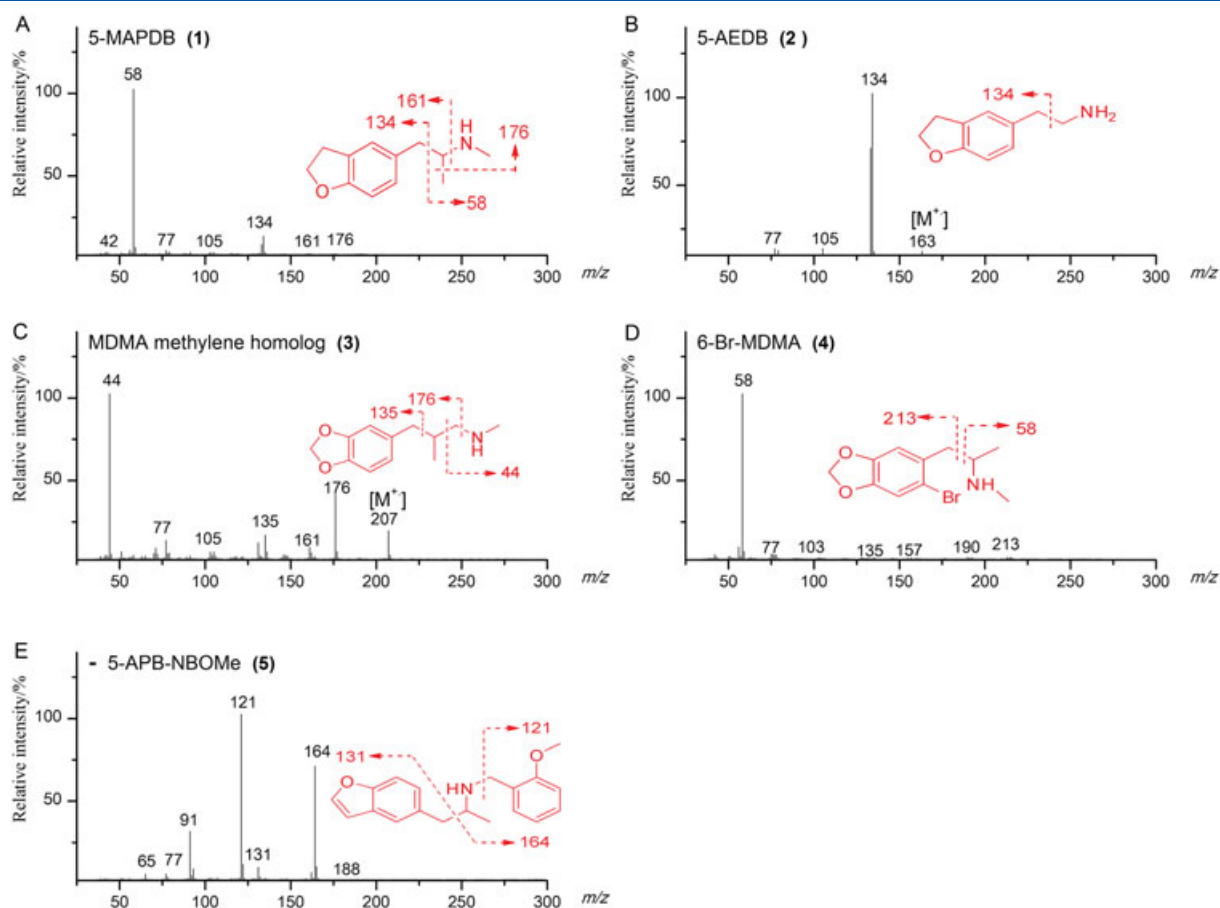 A
5-MAPDB (1)
Relative intensity/%
100
50
58
42
77
105
134
161
176
161
134
H
N
176
58
O
50 100 150 200 250 300 m/z
B
5-AEDB (2 )
Relative intensity/%
100
50
134
77
105
[M+]
163
134
NH2
O
50 100 150 200 250 300 m/z
C
MDMA methylene homolog (3)
Relative intensity/%
100
50
44
77
105
135
161
176
[M+]
207
176
135
O
O
N
H
44
50 100 150 200 250 300 m/z
D
6-Br-MDMA (4)
Relative intensity/%
100
50
58
77
103
135
157
190
213
213
58
O
O
Br
NH
50 100 150 200 250 300 m/z
E
- 5-APB-NBOMe (5)
Relative intensity/%
100
50
121
164
91
65
77
131
188
131
121
O
HN
O
164
50 100 150 200 250 300 m/z